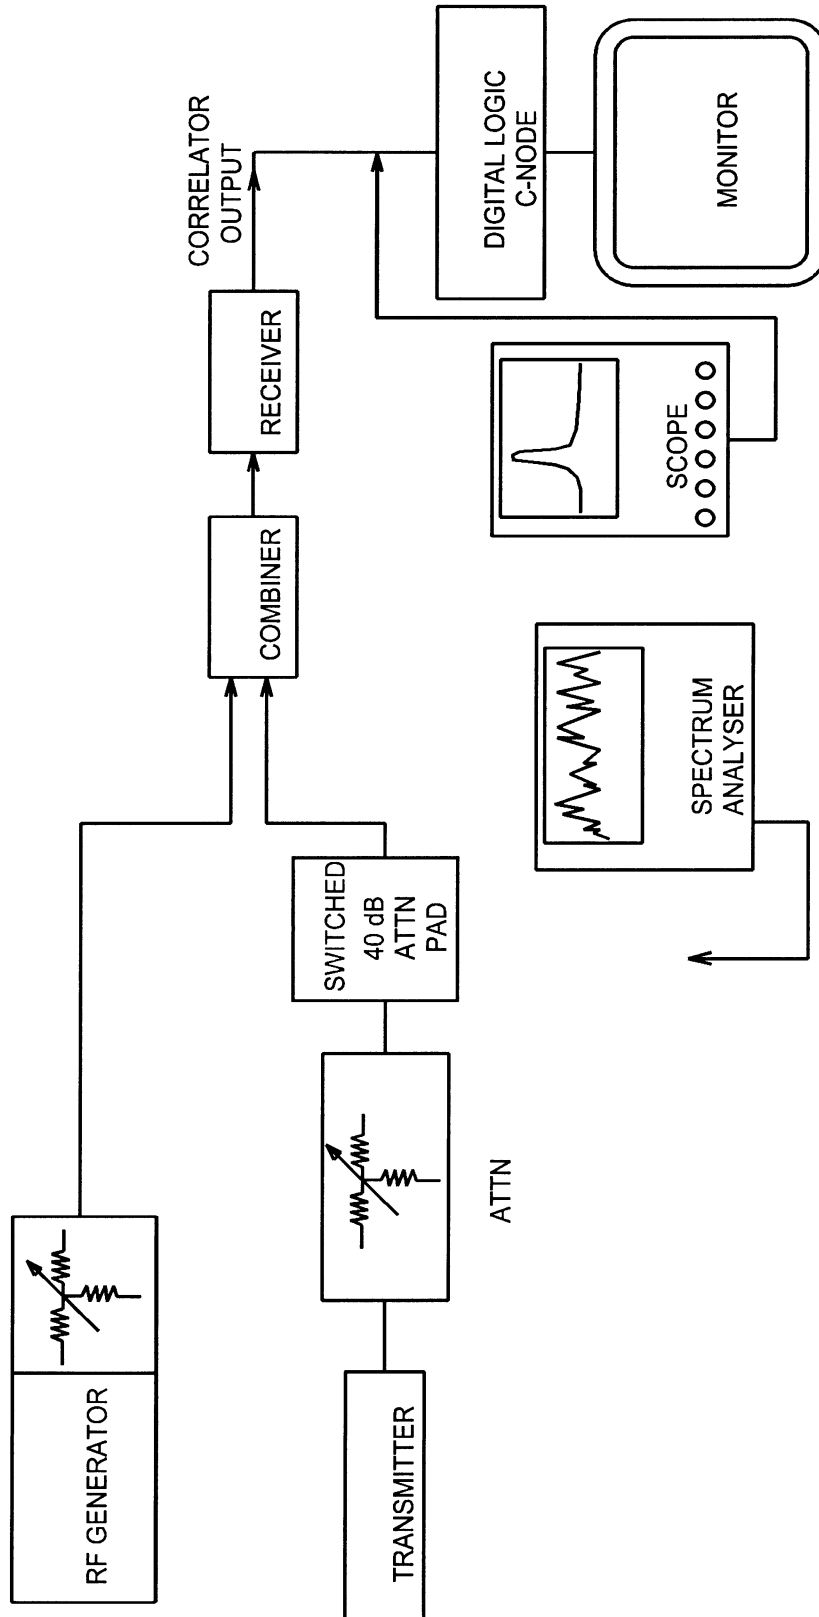 RF GENERATOR
TRANSMITTER
ATTN
SWITCHED
40 dB
ATTN
PAD
COMBINER
RECEIVER
CORRELATOR
OUTPUT
SPECTRUM
ANALYSER
SCOPE
DIGITAL LOGIC
C-NODE
MONITOR